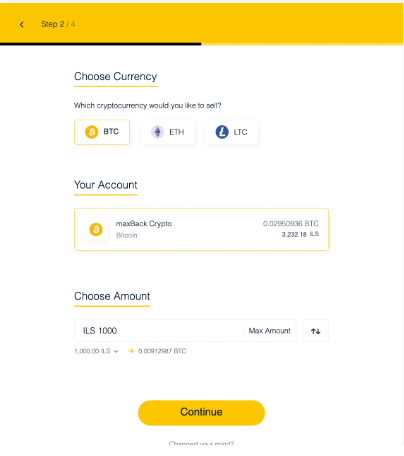 Step 2 / 4
Choose Currency
Which cryptocurrency would you like to sell?
BTC ETH LTC
Your Account
maxBack Crypto 0.02950936 BTC
Bitcoin 3,232.18 ILS
Choose Amount
ILS 1000 Max Amount
1,000.00 ILS 0.00912987 BTC
Continue
Changed your mind?